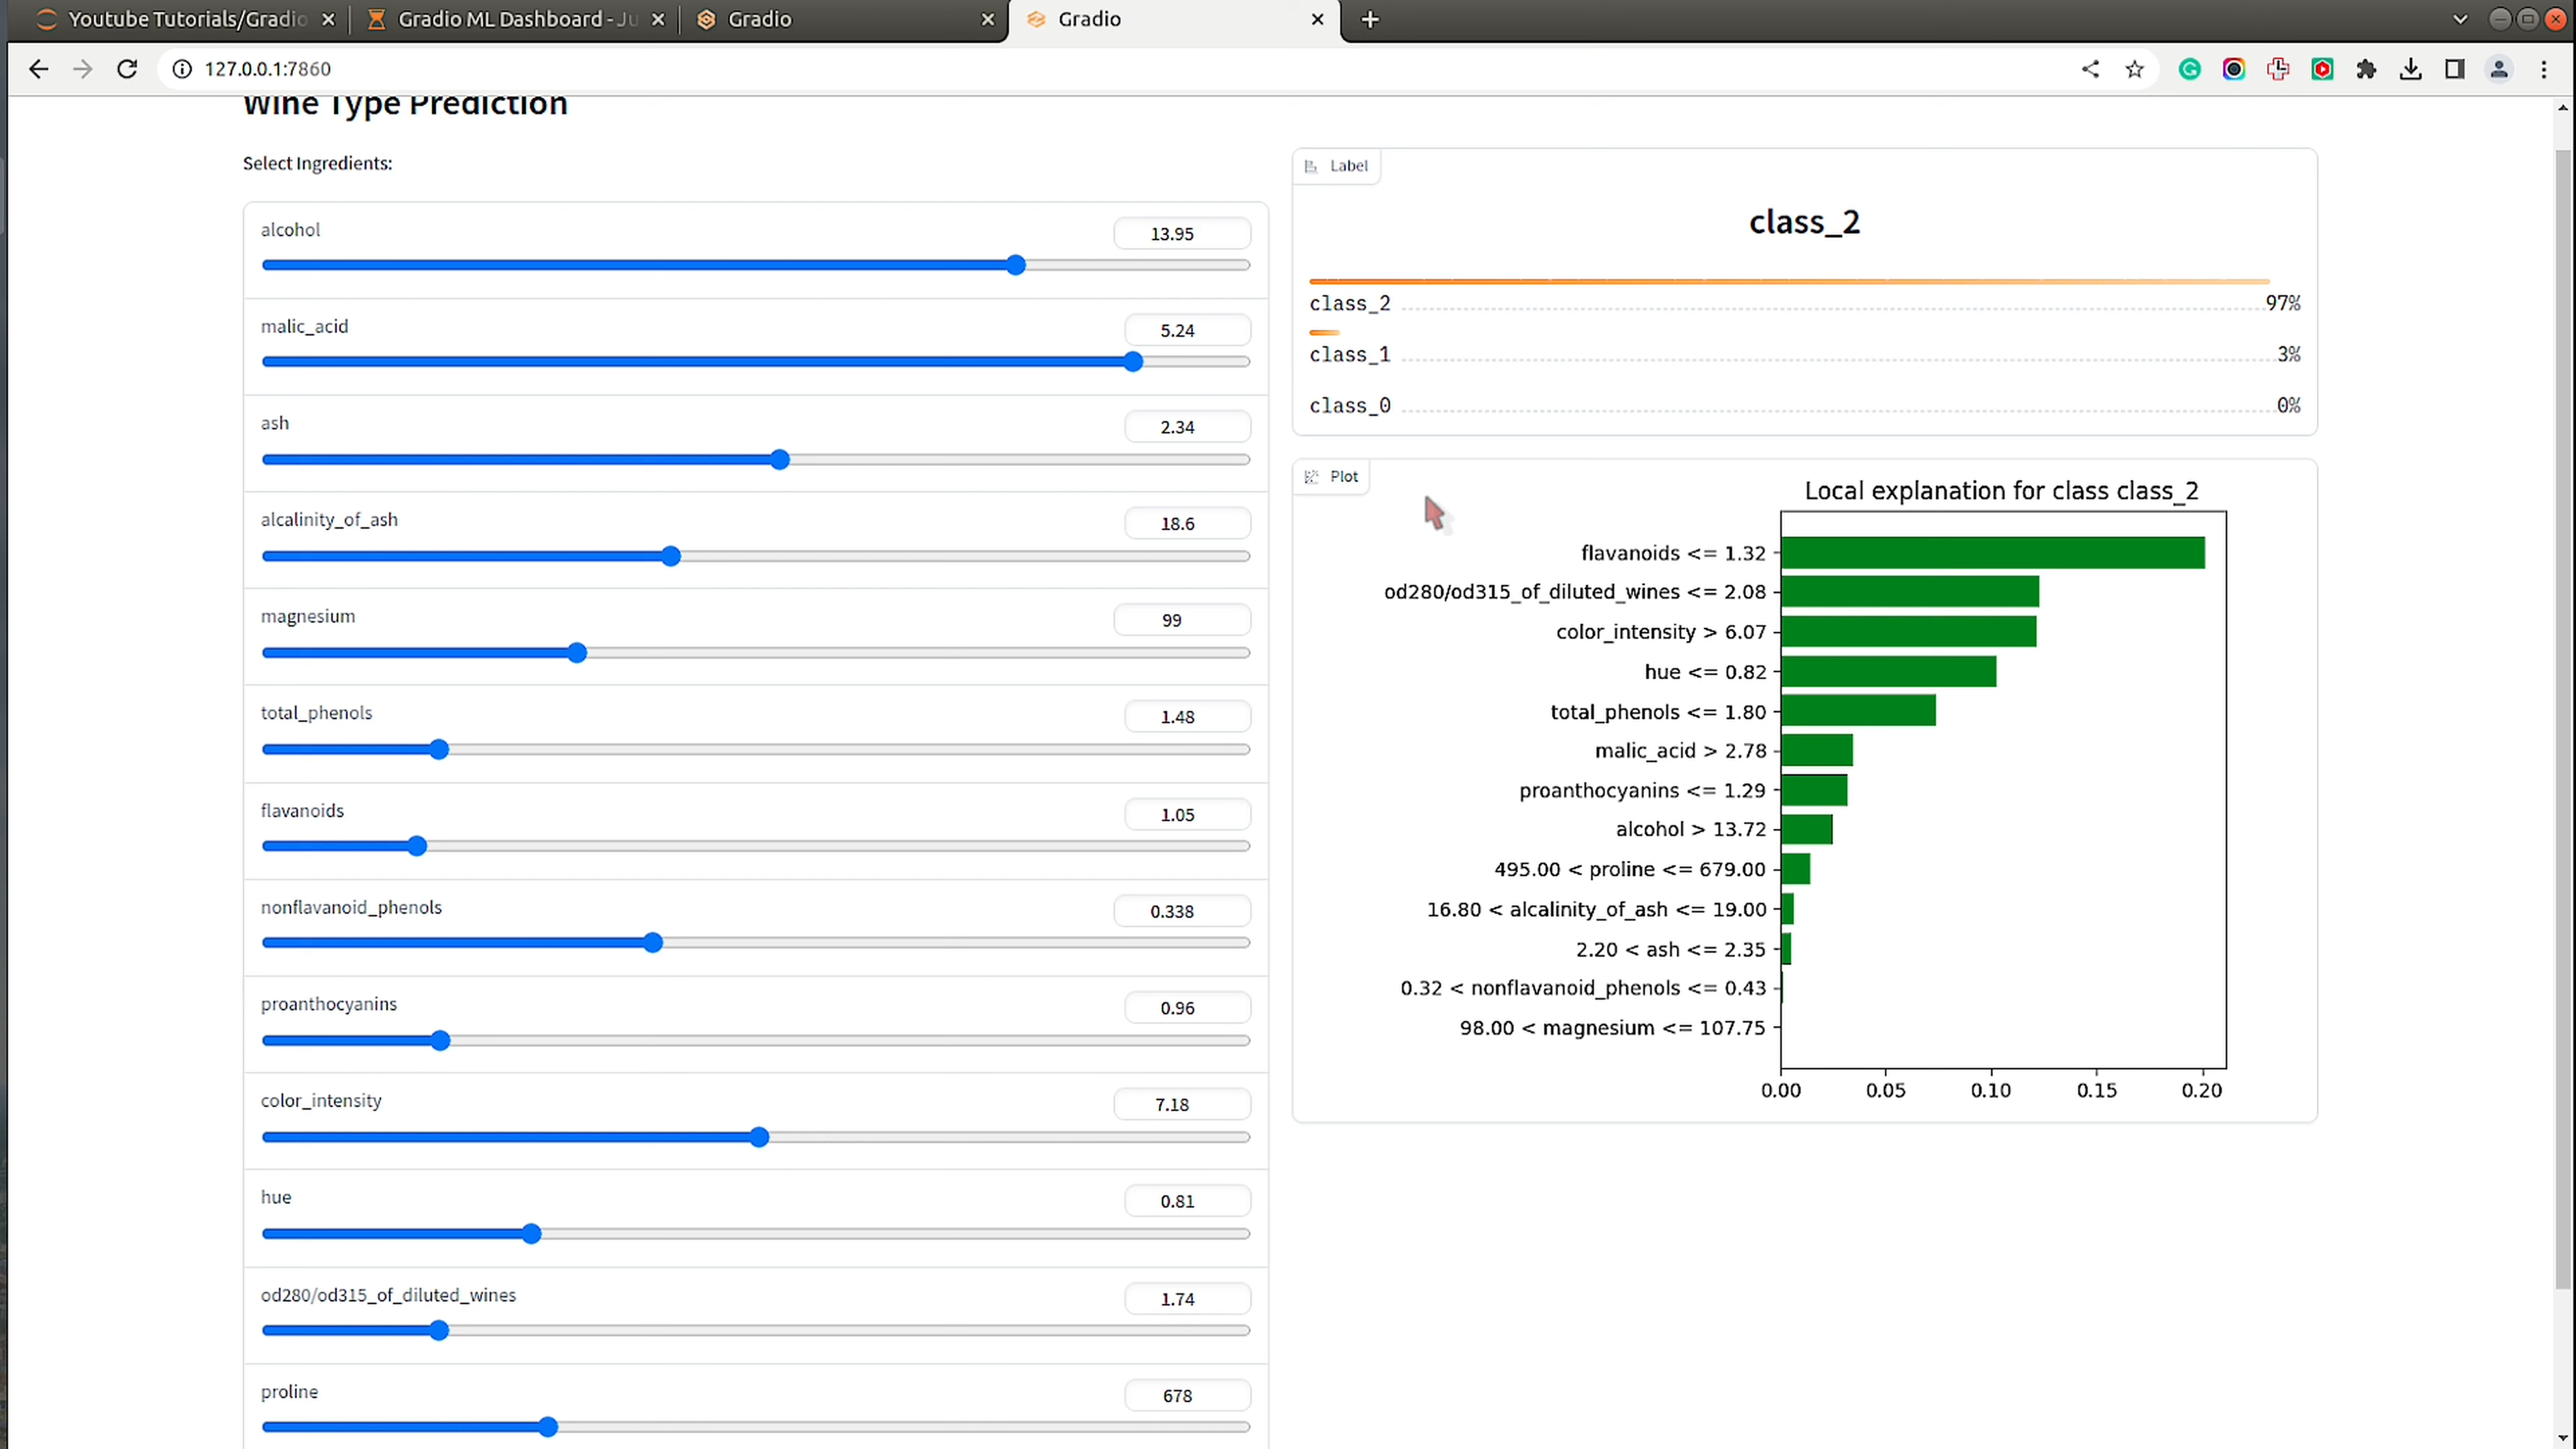 Youtube Tutorials/Gradio
Gradio ML Dashboard - Ju
Gradio
Gradio
127.0.0.1:7860
Wine Type Prediction
Select Ingredients:
alcohol
13.95
malic_acid
5.24
ash
2.34
alcalinity_of_ash
18.6
magnesium
99
total_phenols
1.48
flavanoids
1.05
nonflavanoid_phenols
0.338
proanthocyanins
0.96
color_intensity
7.18
hue
0.81
od280/od315_of_diluted_wines
1.74
proline
678
Label
class_2
class_2 97%
class_1 3%
class_0 0%
Plot
Local explanation for class class_2
flavanoids <= 1.32
od280/od315_of_diluted_wines <= 2.08
color_intensity > 6.07
hue <= 0.82
total_phenols <= 1.80
malic_acid > 2.78
proanthocyanins <= 1.29
alcohol > 13.72
495.00 < proline <= 679.00
16.80 < alcalinity_of_ash <= 19.00
2.20 < ash <= 2.35
0.32 < nonflavanoid_phenols <= 0.43
98.00 < magnesium <= 107.75
0.00 0.05 0.10 0.15 0.20